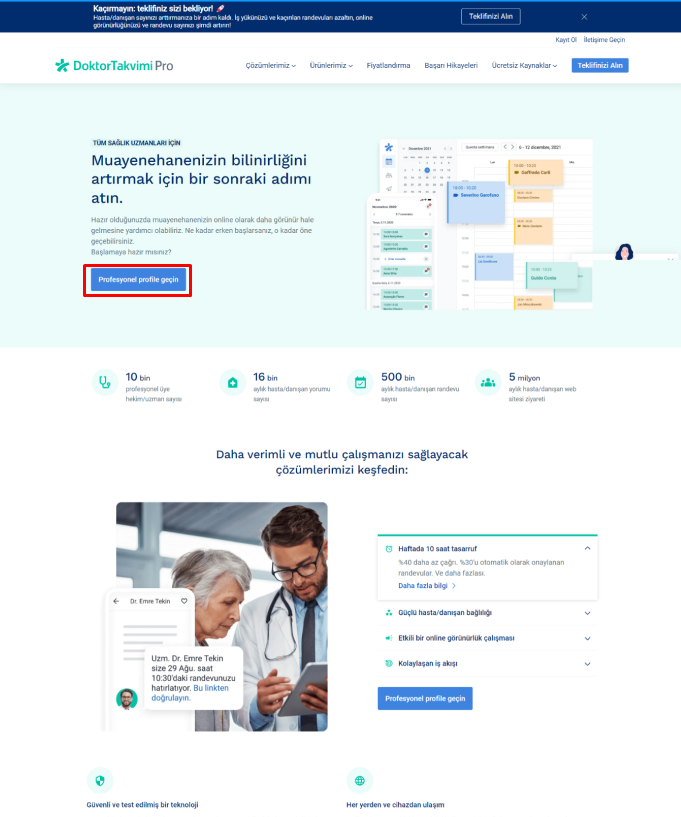 Kaçırmayın: teklifiniz sizi bekliyor! 🚀
Hasta/danışan sayınızı artırmanıza bir adım kaldı. İş yükünüzü ve kaçırılan randevuları azaltın, online
görünürlüğünüzü ve randevu sayınızı şimdi artırın!
Teklifinizi Alın
Kayıt Ol İletişime Geçin
DoktorTakvimi Pro
Çözümlerimiz Ürünlerimiz Fiyatlandırma Başarı Hikayeleri Ücretsiz Kaynaklar Teklifinizi Alın
TÜM SAĞLIK UZMANLARI İÇİN
Muayenehanenizin bilinirliğini
artırmak için bir sonraki adımı
atın.
Hazır olduğunuzda muayenehanenizin online olarak daha görünür hale
gelmesine yardımcı olabiliriz. Ne kadar erken başlarsanız, o kadar öne
geçebilirsiniz.
Başlamaya hazır mısınız?
Profesyonel profile geçin
6 - 12 dicembre, 2021
Goffredo Carli
Severino Ganciano
Guido Costa
10 bin
profesyonel üye
hekim/uzman sayısı
16 bin
aylık hasta/danışan yorumu
sayısı
500 bin
aylık hasta/danışan randevu
sayısı
5 milyon
aylık hasta/danışan web
sitesi ziyareti
Daha verimli ve mutlu çalışmanızı sağlayacak
çözümlerimizi keşfedin:
Dr. Emre Tekin
Uzm. Dr. Emre Tekin
size 29 Ağu. saat
10:30'daki randevunuzu
hatırlatıyor. Bu linkten
doğrulayın.
Haftada 10 saat tasarruf
%40 daha az çağrı. %30'u otomatik olarak onaylanan
randevular. Ve daha fazlası.
Daha fazla bilgi
Güçlü hasta/danışan bağlılığı
Etkili bir online görünürlük çalışması
Kolaylaşan iş akışı
Profesyonel profile geçin
Güvenli ve test edilmiş bir teknoloji
Her yerden ve cihazdan ulaşım